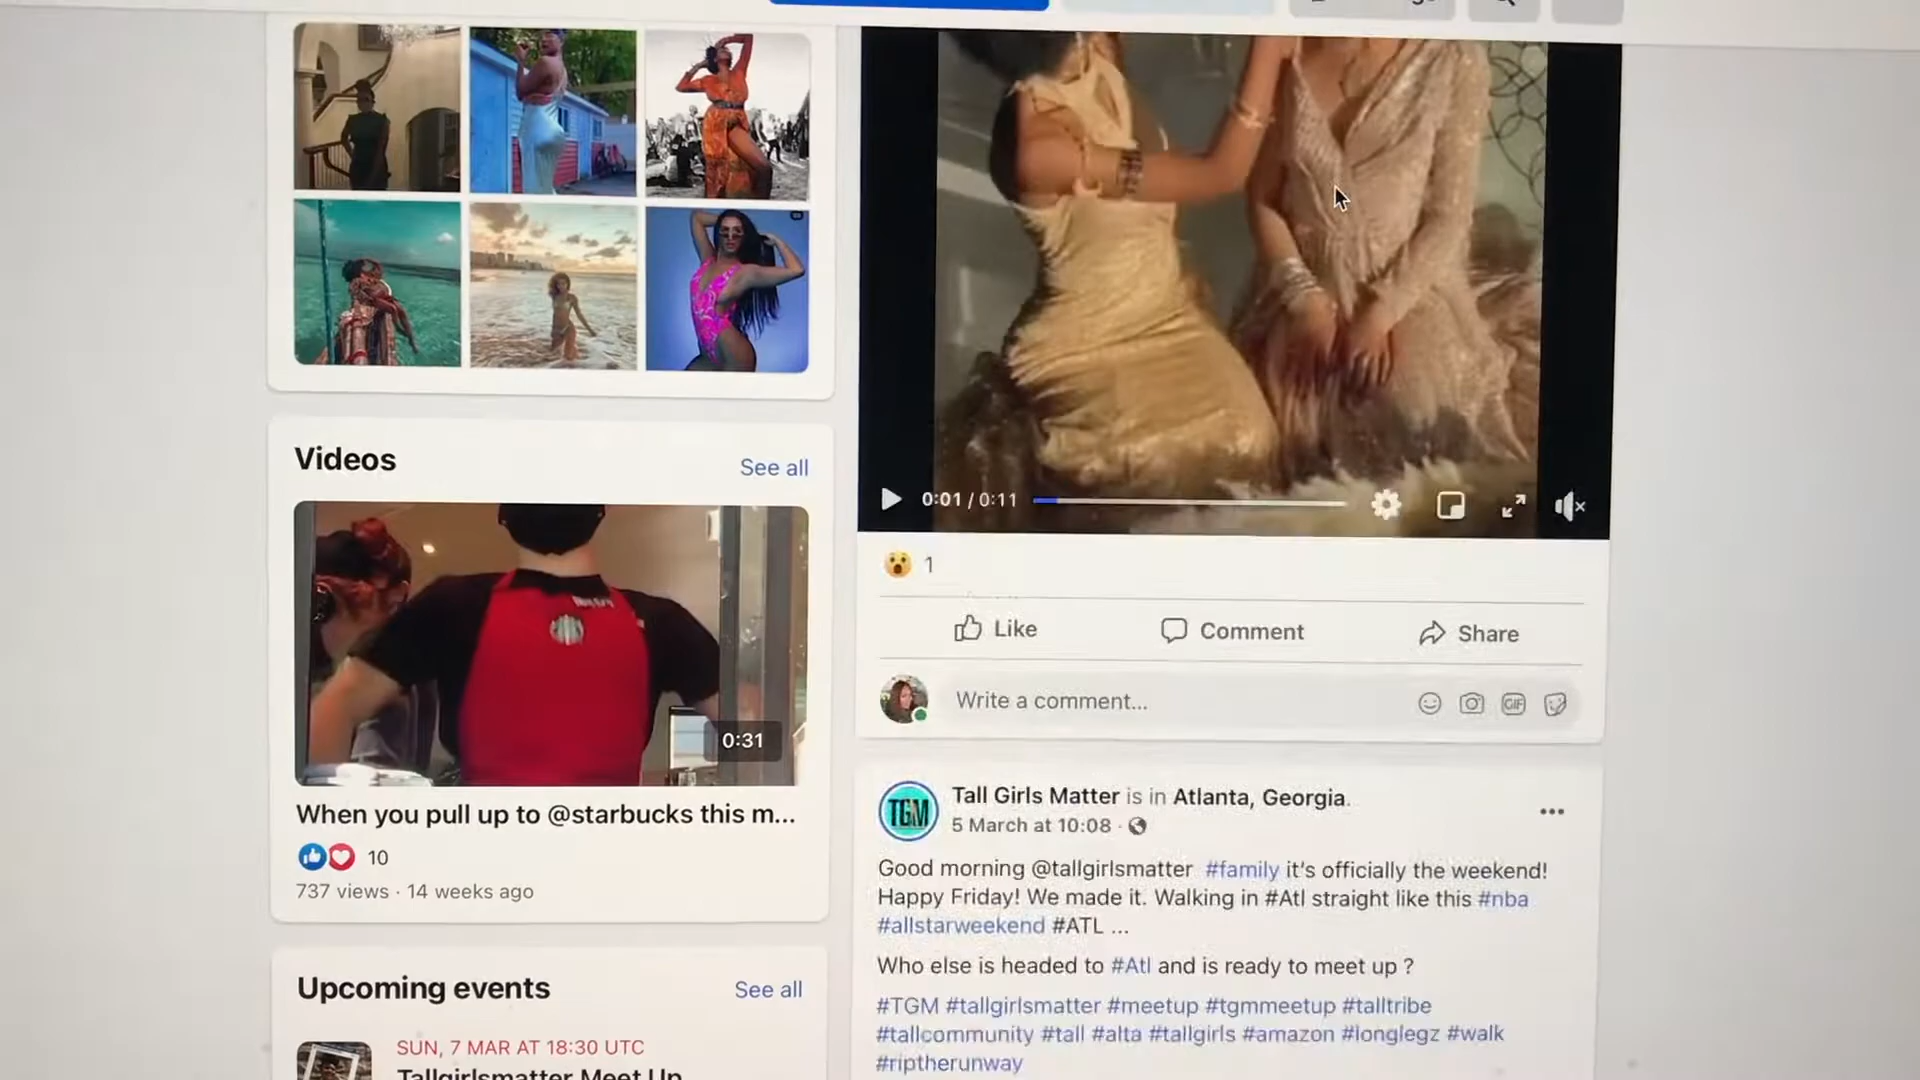 Videos
See all
0:31
When you pull up to @starbucks this m...
10
737 views · 14 weeks ago
Upcoming events
See all
SUN, 7 MAR AT 18:30 UTC
Tallgirlsmatter Meet Up
0:01 / 0:11
1
Like
Comment
Share
Write a comment...
GIF
TGM
Tall Girls Matter is in Atlanta, Georgia.
5 March at 10:08 ·
Good morning @tallgirlsmatter #family it's officially the weekend!
Happy Friday! We made it. Walking in #Atl straight like this #nba
#allstarweekend #ATL ...
Who else is headed to #Atl and is ready to meet up ?
#TGM #tallgirlsmatter #meetup #tgmmeetup #talltribe
#tallcommunity #tall #alta #tallgirls #amazon #longlegz #walk
#riptherunway